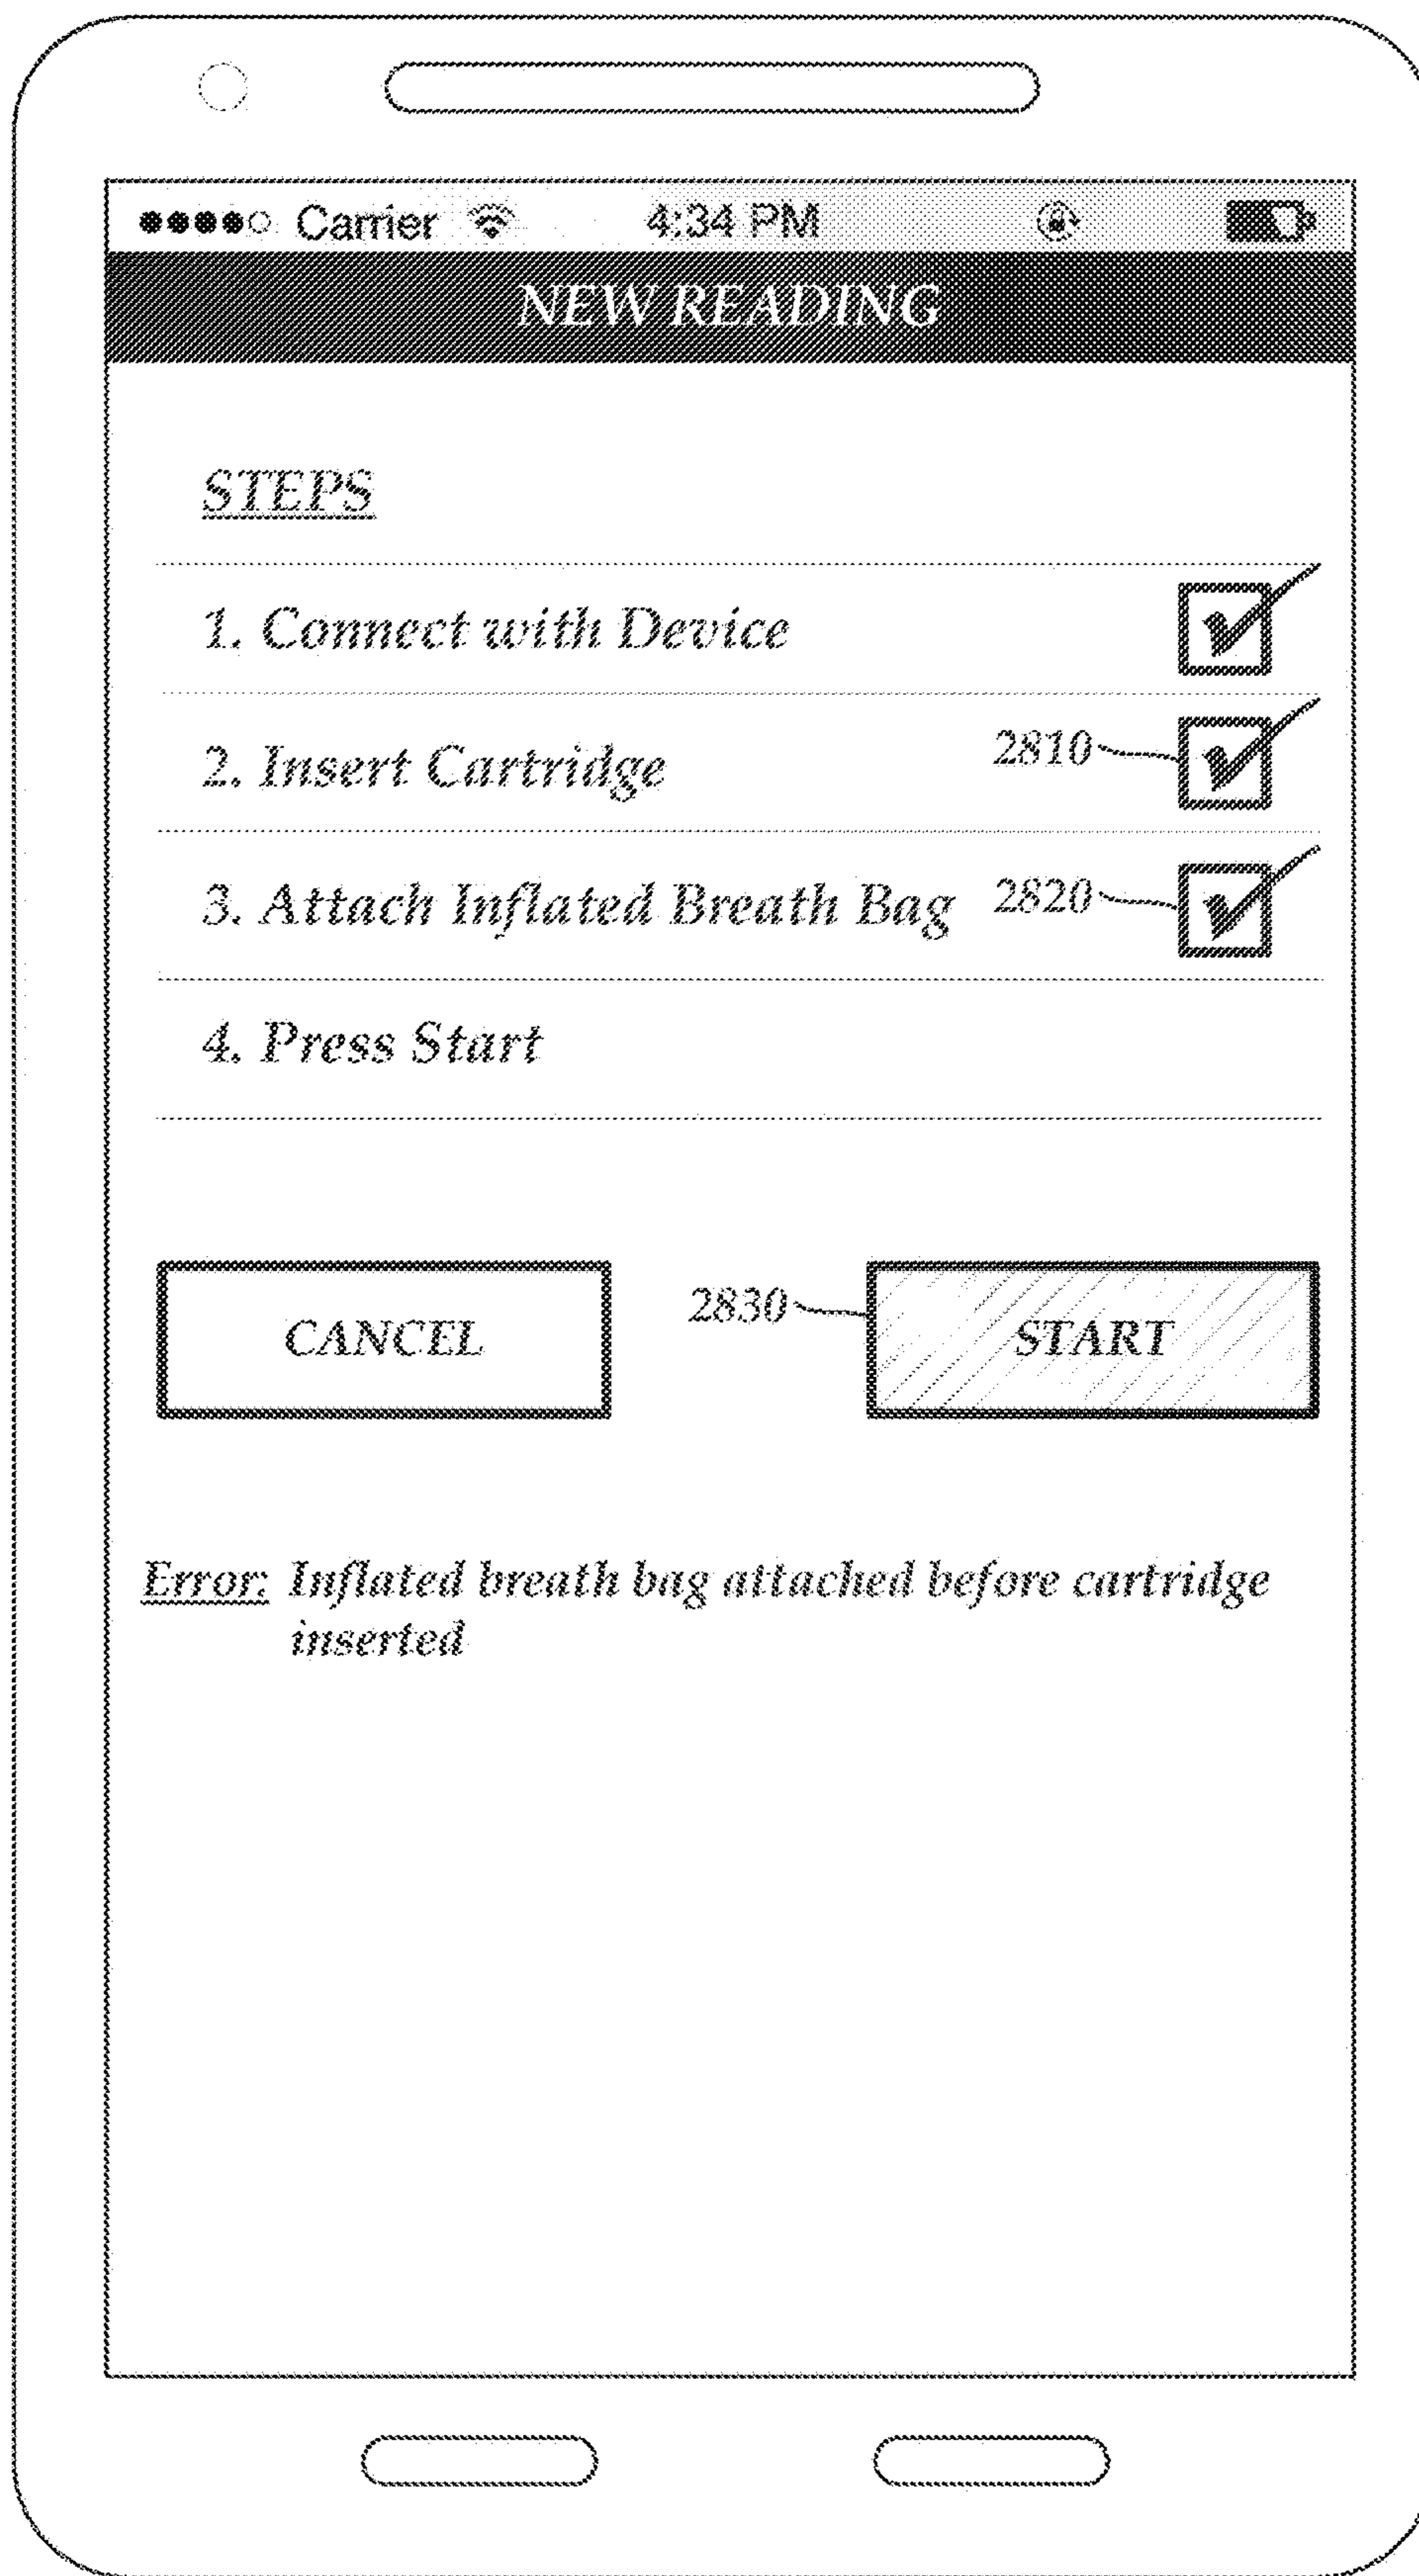 Carrier 4:34 PM
NEW READING
STEPS
1. Connect with Device
2. Insert Cartridge 2810
3. Attach Inflated Breath Bag 2820
4. Press Start
CANCEL 2830 START
Error: Inflated breath bag attached before cartridge
inserted